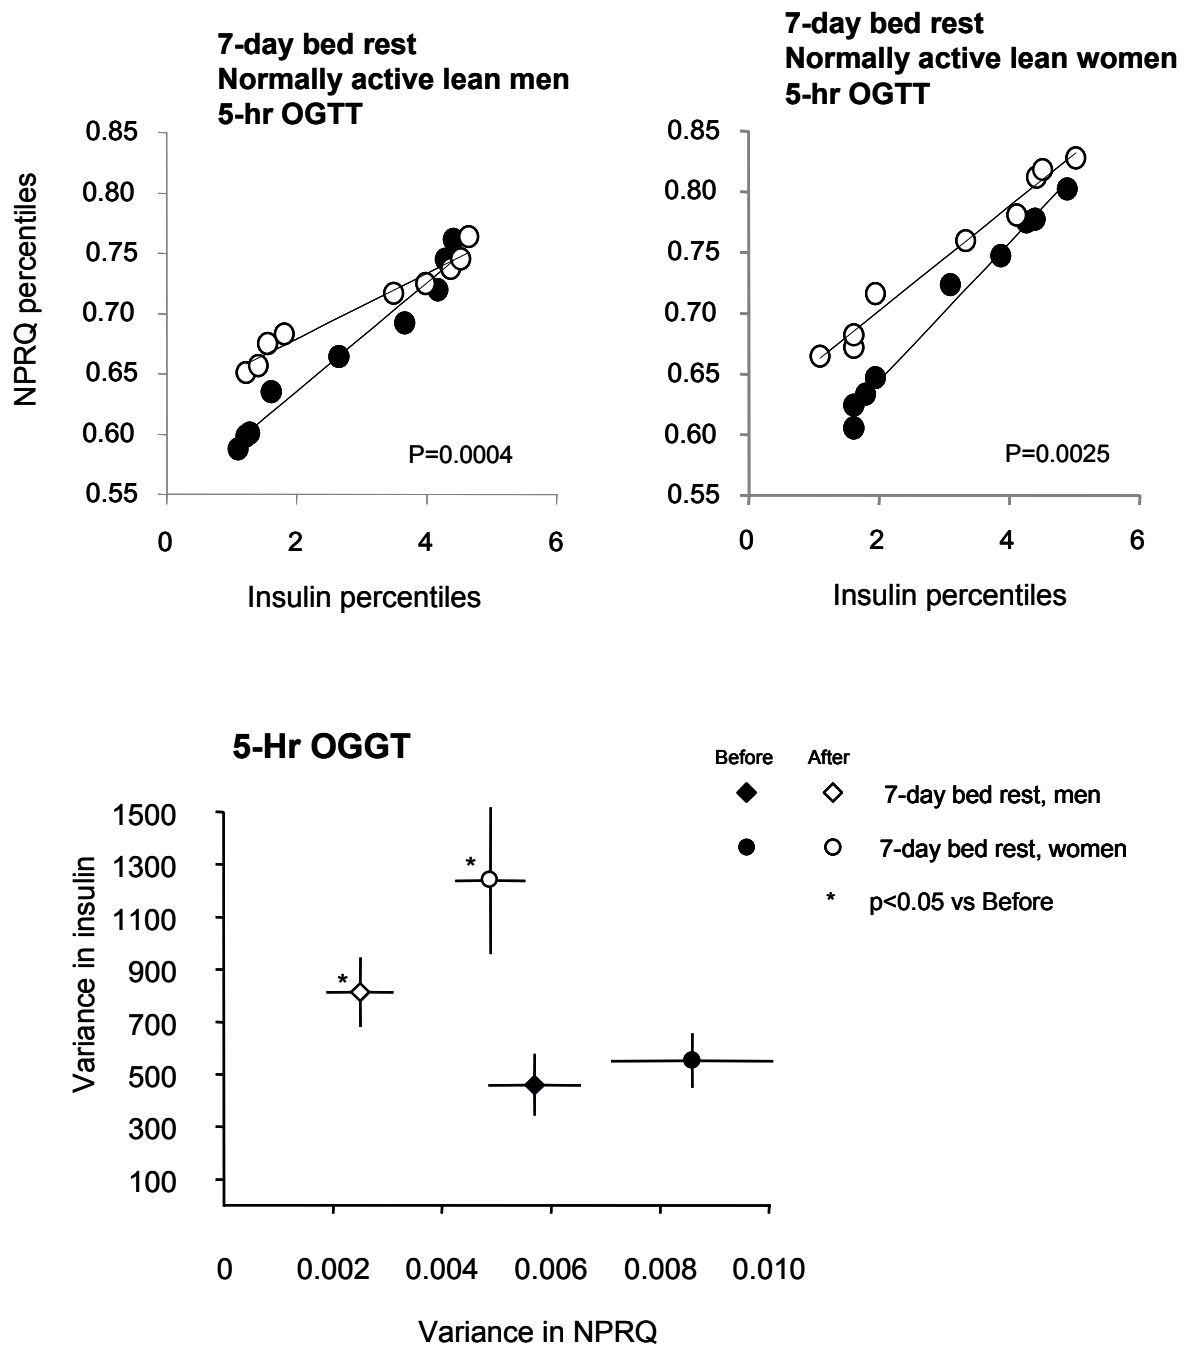 7-day bed rest
Normally active lean men
5-hr OGTT
NPRQ percentiles
0.85
0.80
0.75
0.70
0.65
0.60
0.55
P=0.0004
0 2 4 6
Insulin percentiles
7-day bed rest
Normally active lean women
5-hr OGTT
0.85
0.80
0.75
0.70
0.65
0.60
0.55
P=0.0025
0 2 4 6
Insulin percentiles
5-Hr OGGT
Variance in insulin
1500
1300
1100
900
700
500
300
100
*
*
0 0.002 0.004 0.006 0.008 0.010
Variance in NPRQ
Before After
7-day bed rest, men
7-day bed rest, women
* p<0.05 vs Before